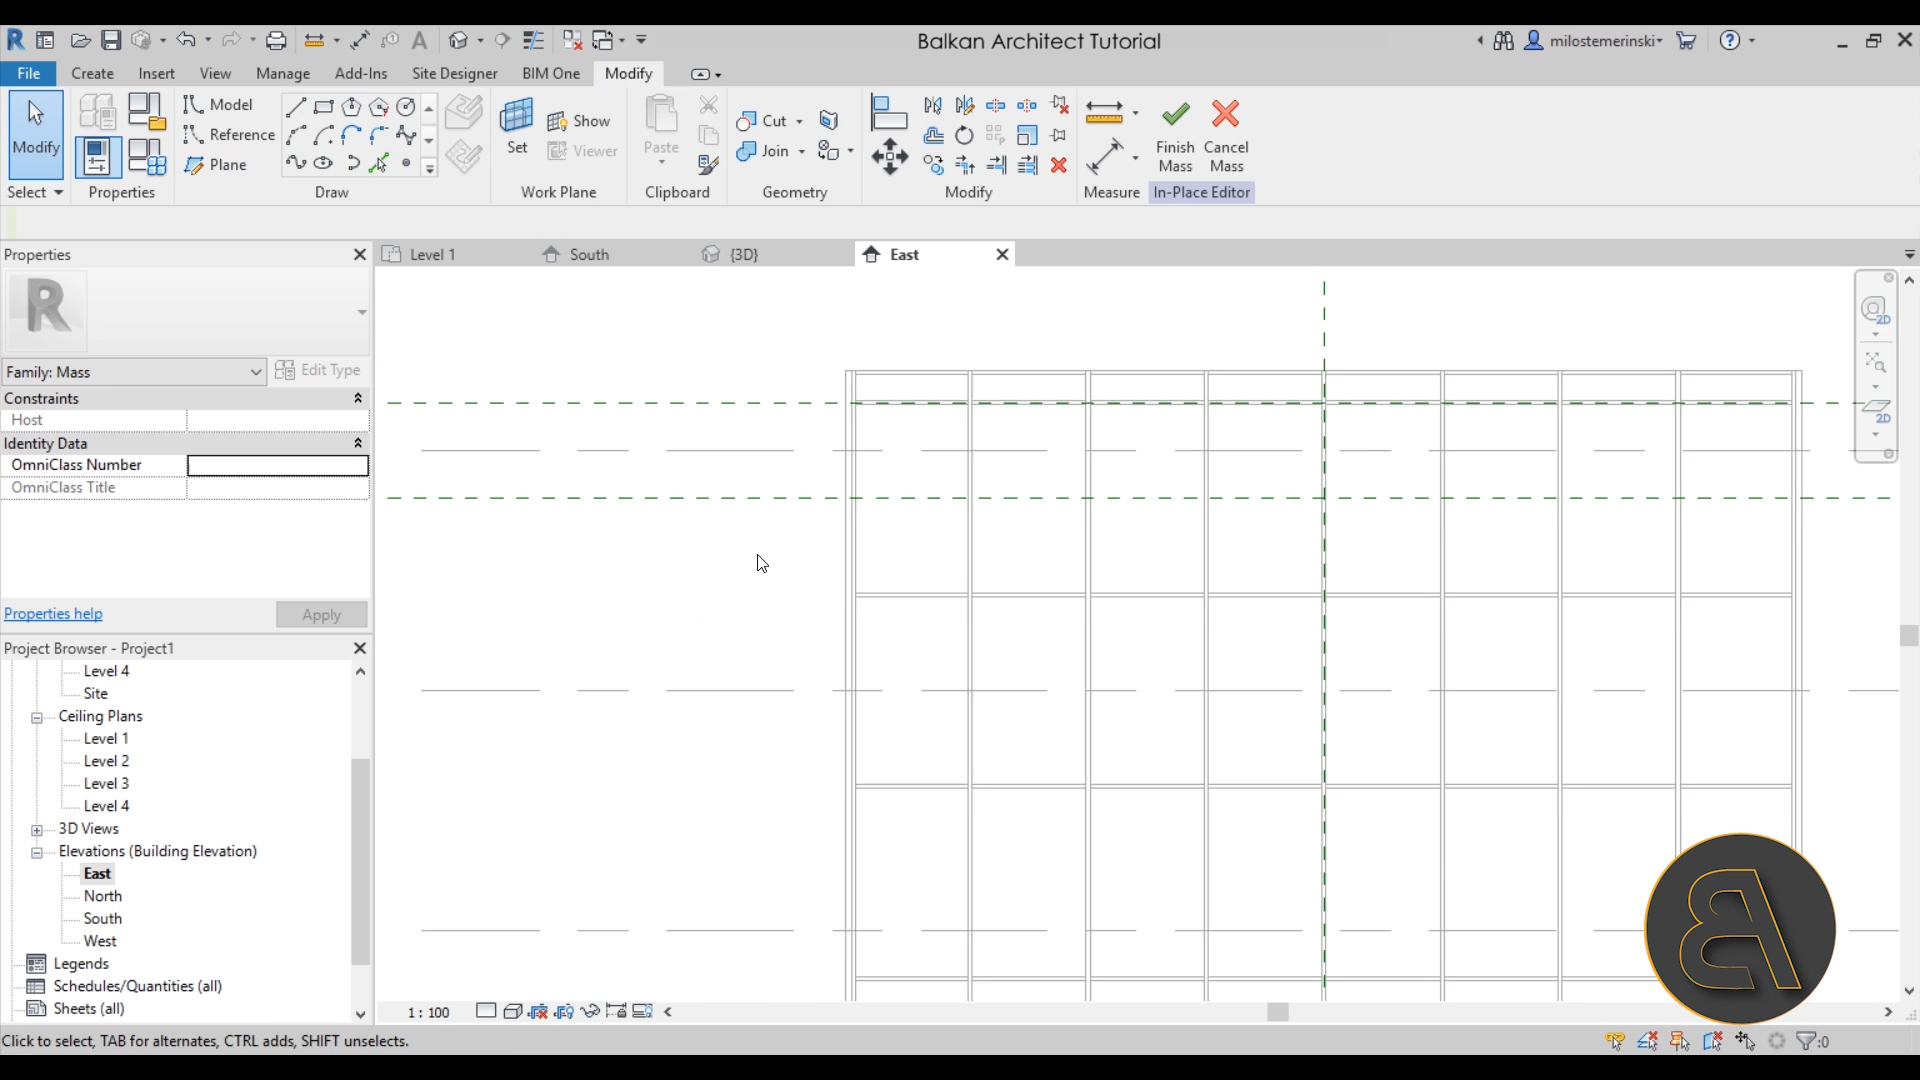 Balkan Architect Tutorial
milostemerinski
File Create Insert View Manage Add-Ins Site Designer BIM One Modify
Modify
Model
Reference
Plane
Set
Show
Viewer
Paste
Cut
Join
Finish Mass
Cancel Mass
Select Properties Draw Work Plane Clipboard Geometry Modify Measure In-Place Editor
Properties
Level 1 South {3D} East
R
Family: Mass Edit Type
Constraints
Host
Identity Data
OmniClass Number
OmniClass Title
Properties help Apply
Project Browser - Project1
Level 4
Site
Ceiling Plans
Level 1
Level 2
Level 3
Level 4
3D Views
Elevations (Building Elevation)
East
North
South
West
Legends
Schedules/Quantities (all)
Sheets (all)
2D
2D
1 : 100
Click to select, TAB for alternates, CTRL adds, SHIFT unselects.
:0